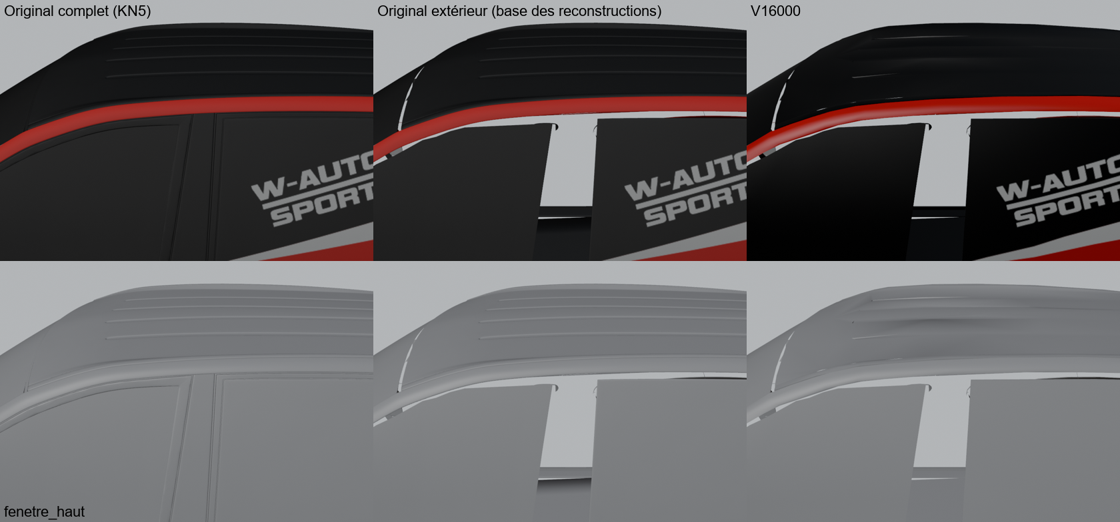 Original complet (KN5)
Original extérieur (base des reconstructions)
V16000
W-AUTO
SPORT
W-AUTO
SPORT
W-AUTO
SPORT
fenetre_haut